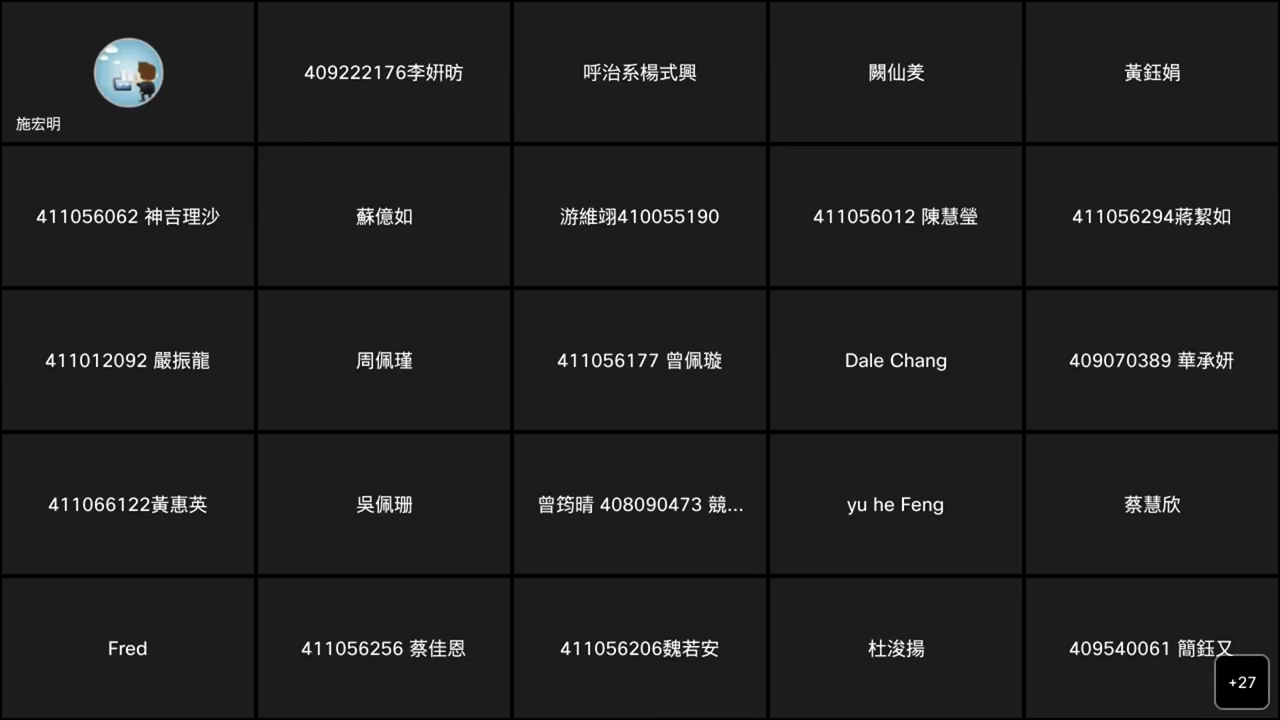 施宏明
409222176李妍昉
呼治系楊式興
闕仙羑
黃鈺娟
411056062 神吉理沙
蘇億如
游維翊410055190
411056012 陳慧瑩
411056294蔣絜如
411012092 嚴振龍
周佩瑾
411056177 曾佩璇
Dale Chang
409070389 華承妍
411066122黃惠英
吳佩珊
曾筠晴 408090473 競...
yu he Feng
蔡慧欣
Fred
411056256 蔡佳恩
411056206魏若安
杜浚揚
409540061 簡鈺又
+27